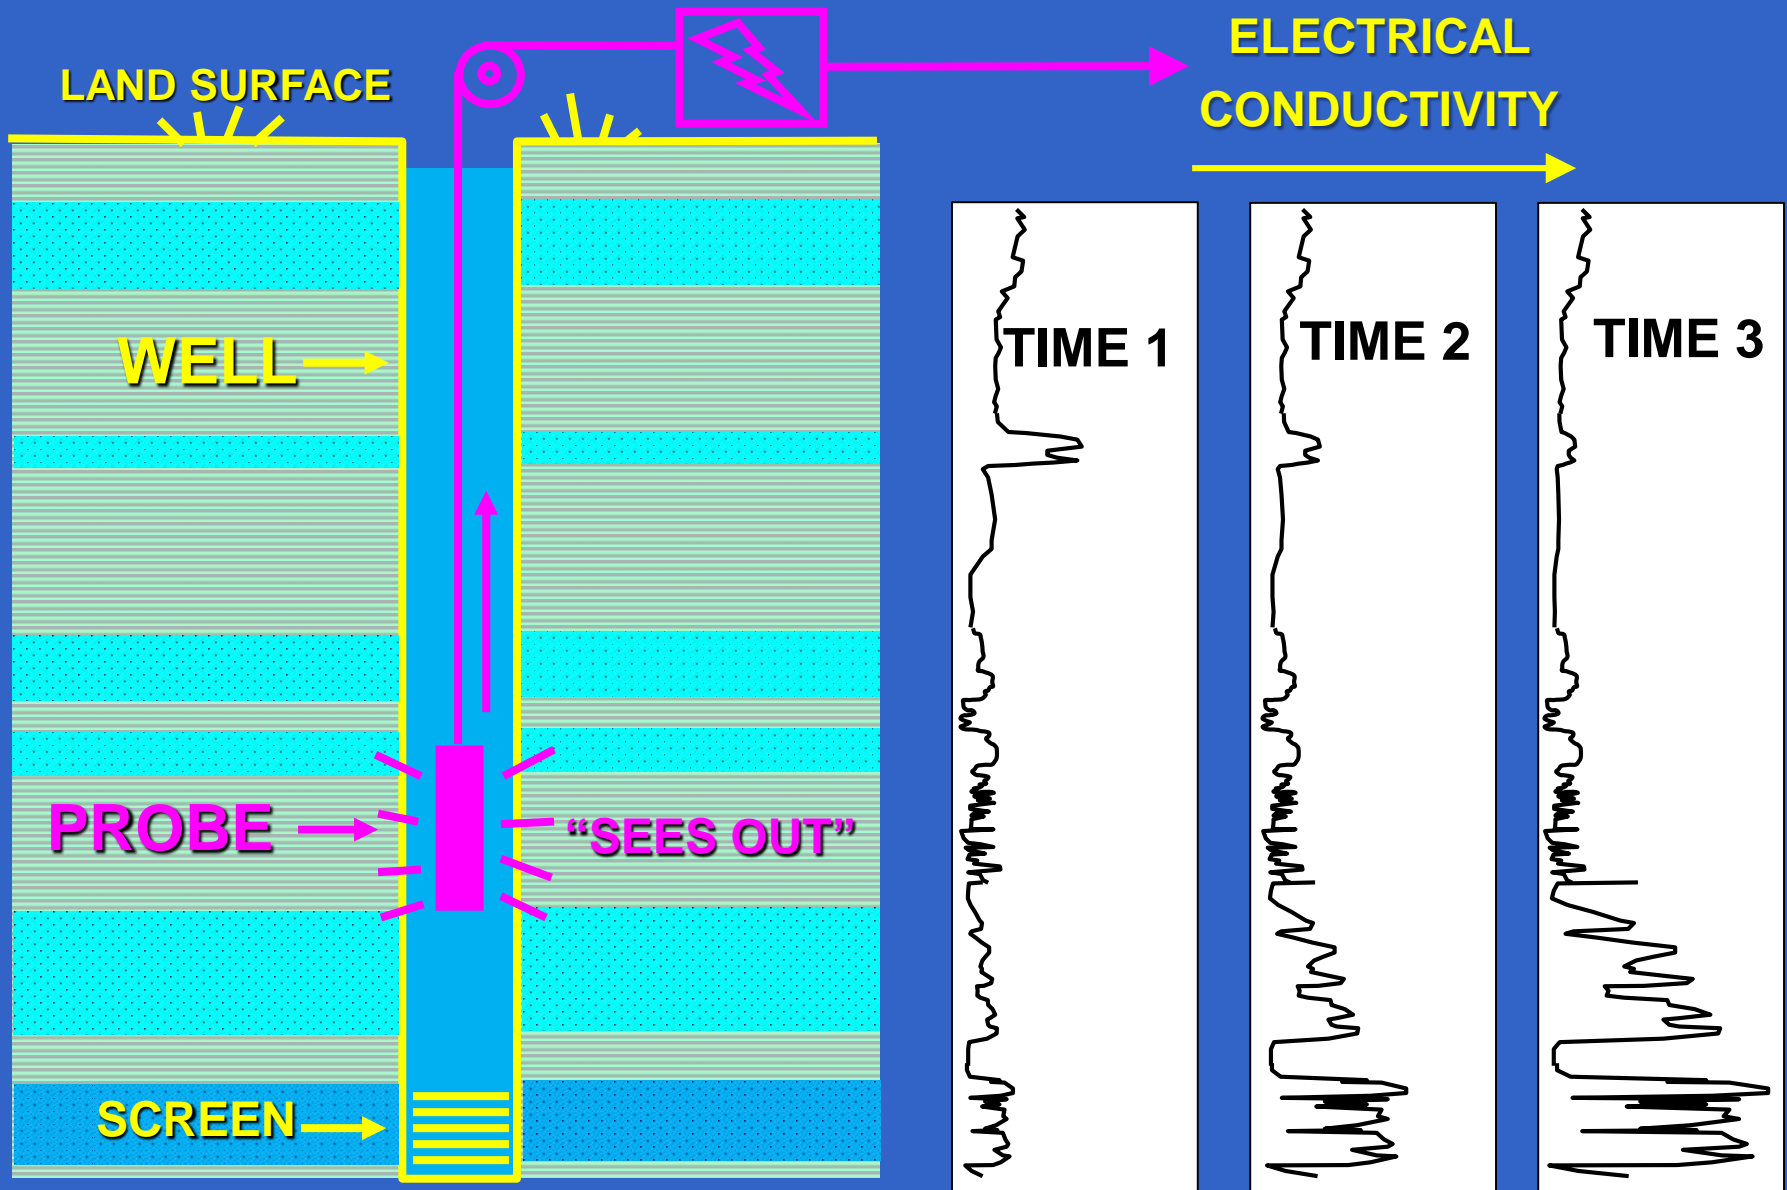 LAND SURFACE
ELECTRICAL
CONDUCTIVITY
WELL
TIME 1
TIME 2
TIME 3
PROBE
“SEES OUT”
SCREEN